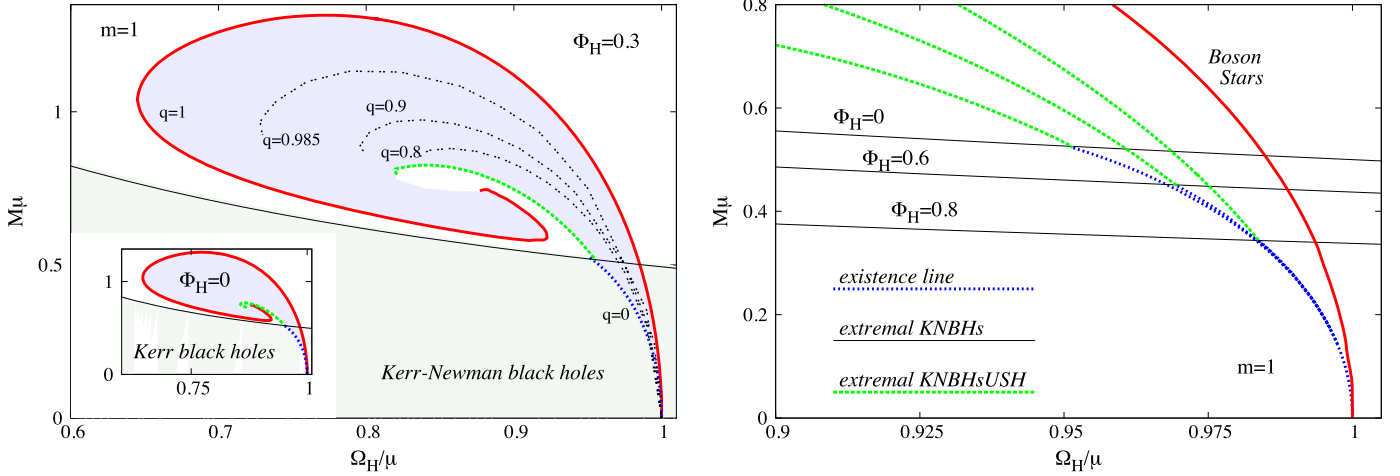 m=1
Φ_H=0.3
q=1
q=0.9
q=0.985
q=0.8
q=0
Kerr-Newman black holes
Mμ
1
0.5
0
0.6
0.7
0.8
0.9
1
Ω_H/μ
Φ_H=0
Kerr black holes
1
0
0.75
1
Mμ
0.8
0.6
0.4
0.2
0
Boson
Stars
Φ_H=0
Φ_H=0.6
Φ_H=0.8
existence line
extremal KNBHs
extremal KNBHsUSH
m=1
0.9
0.925
0.95
0.975
1
Ω_H/μ